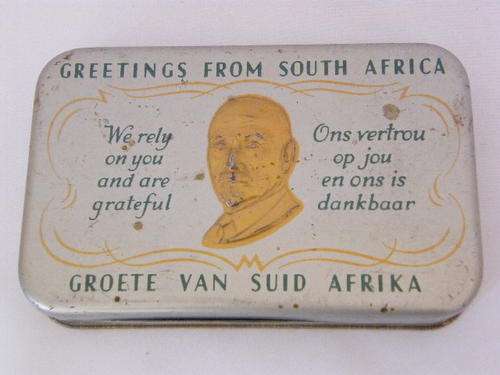 GREETINGS FROM SOUTH AFRICA
We rely
on you
and are
grateful
Ons vertrou
op jou
en ons is
dankbaar
GROETE VAN SUID AFRIKA